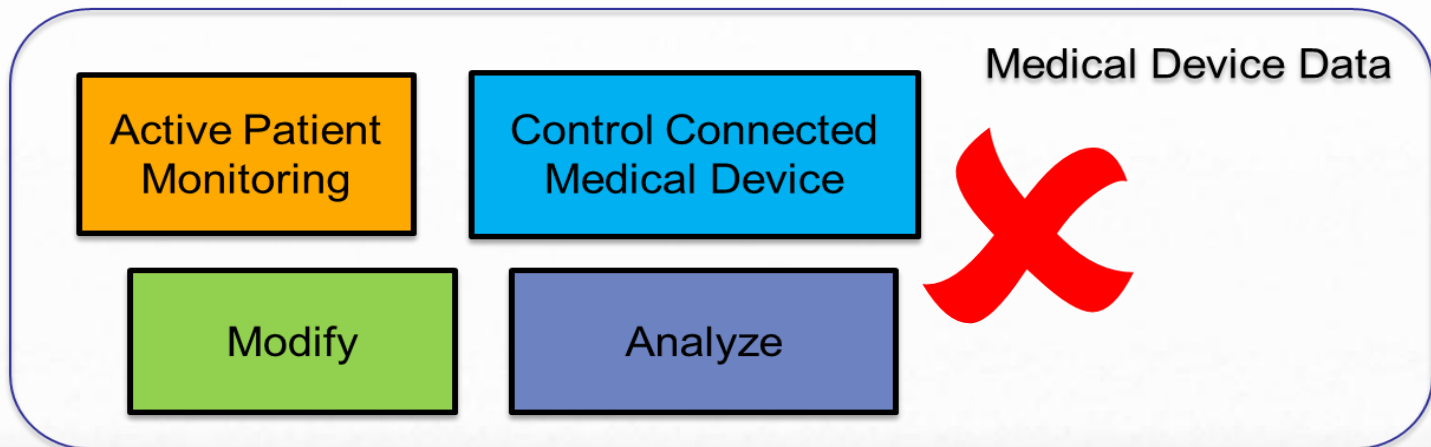 Medical Device Data
Active Patient
Monitoring
Control Connected
Medical Device
Modify
Analyze